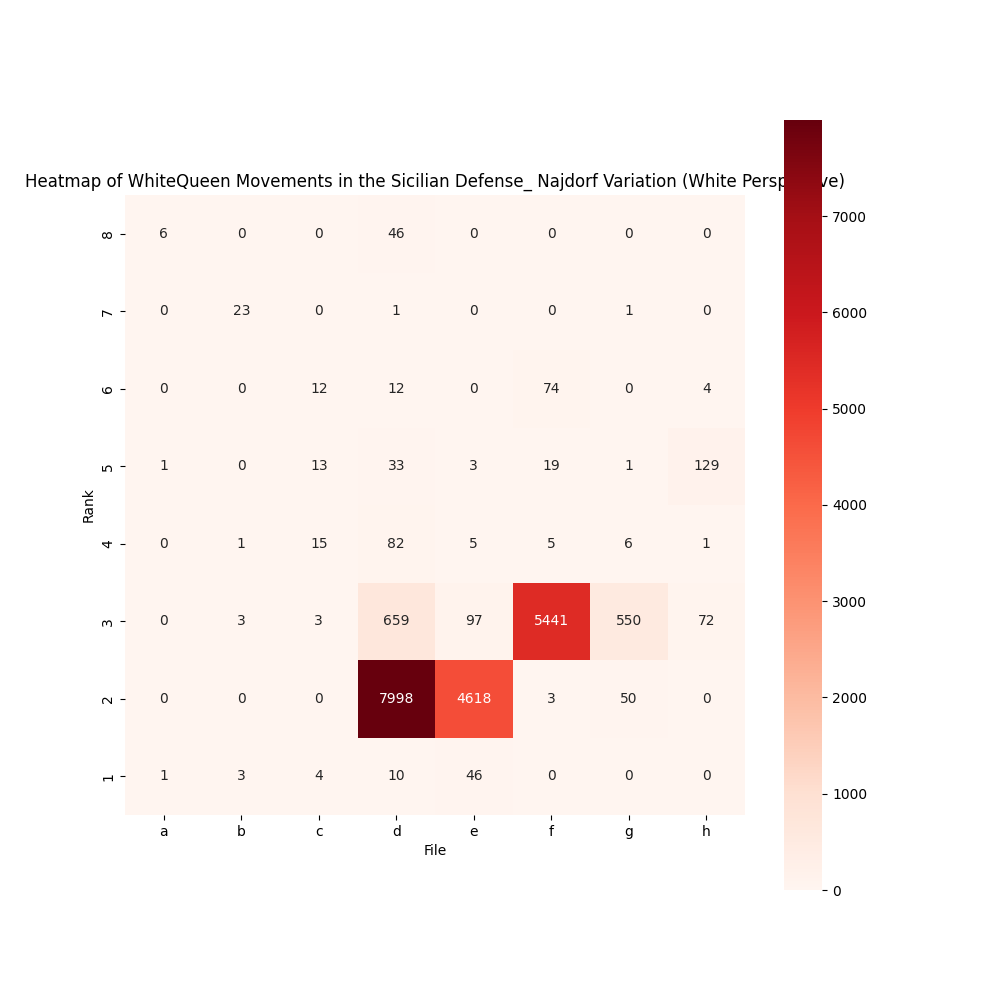 Heatmap of WhiteQueen Movements in the Sicilian Defense_ Najdorf Variation (White Perspective)
8 6 0 0 46 0 0 0 0
7 0 23 0 1 0 0 1 0
6 0 0 12 12 0 74 0 4
5 1 0 13 33 3 19 1 129
Rank
4 0 1 15 82 5 5 6 1
3 0 3 3 659 97 5441 550 72
2 0 0 0 7998 4618 3 50 0
1 1 3 4 10 46 0 0 0
a b c d e f g h
File
7000
6000
5000
4000
3000
2000
1000
0